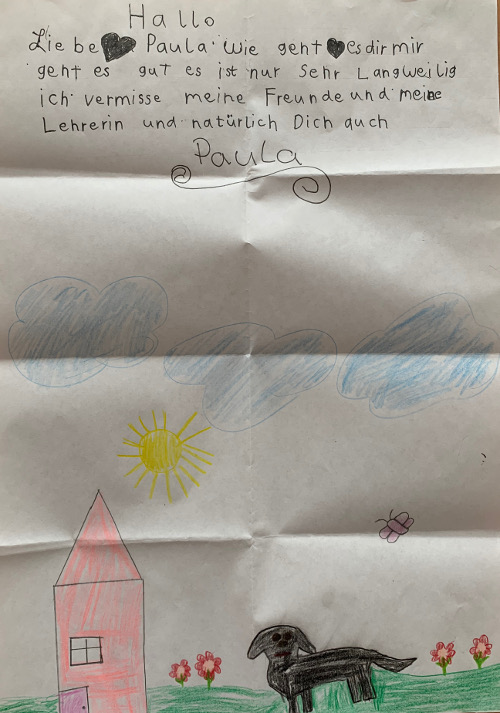 Hallo
Liebe Paula. Wie geht es dir mir
geht es gut es ist nur sehr Langweilig
ich vermisse meine Freunde und meine
Lehrerin und natürlich Dich auch
Paula